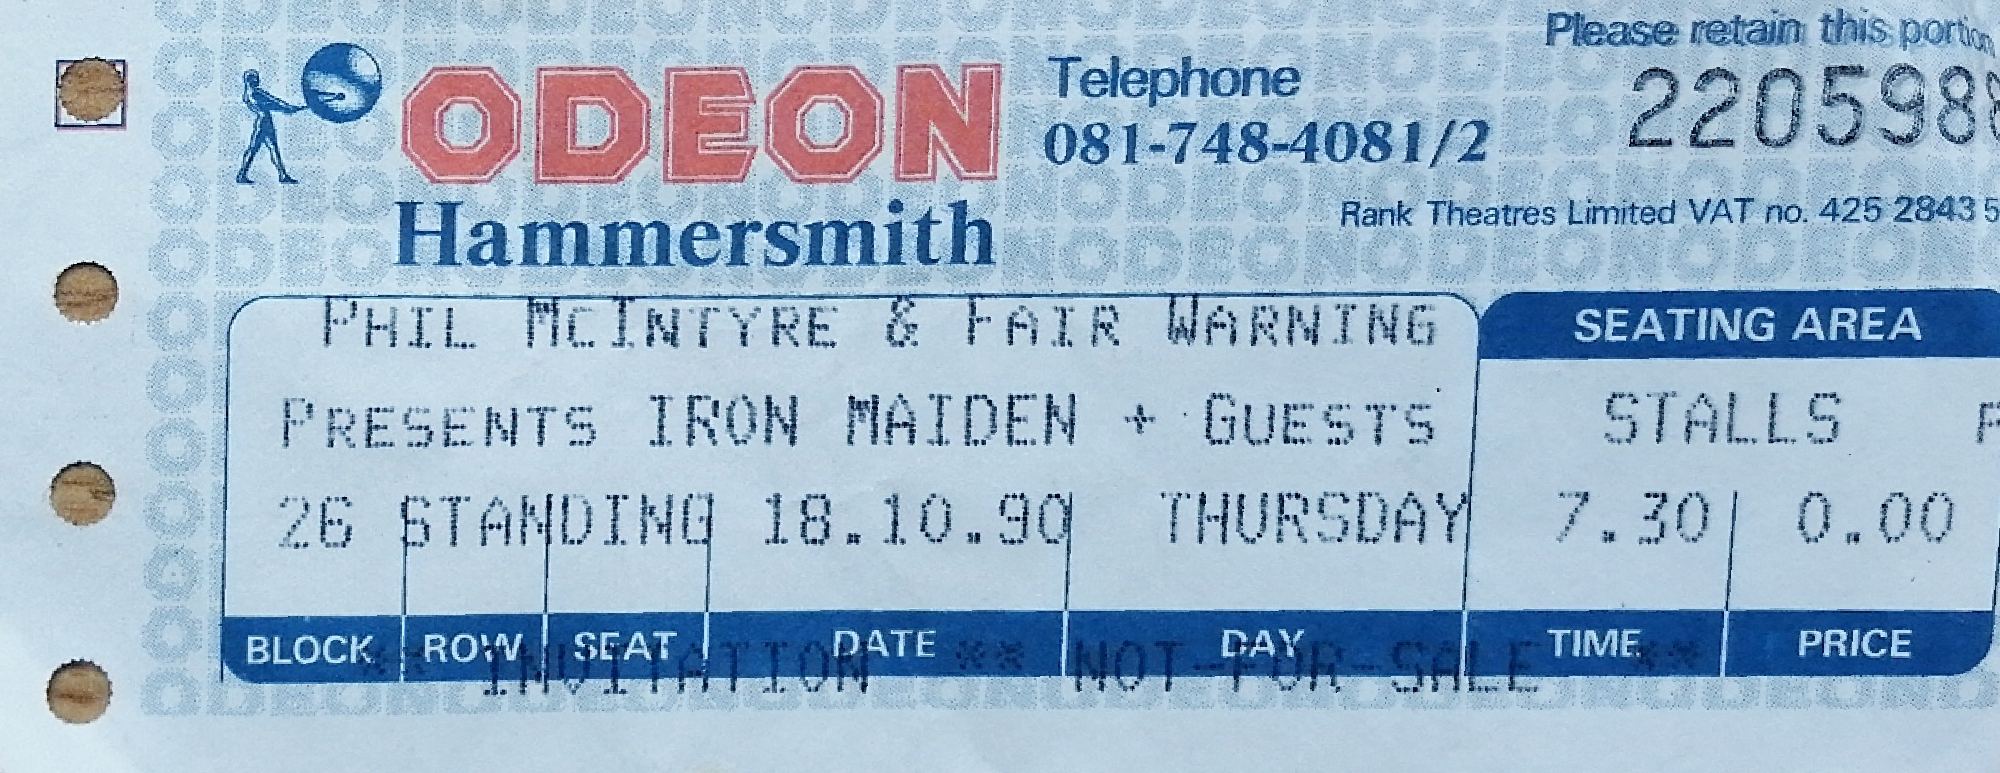 Please retain this portion
ODEON
Hammersmith
Telephone
081-748-4081/2
220598
Rank Theatres Limited VAT no. 425 2843 5
PHIL MCINTYRE & FAIR WARNING
PRESENTS IRON MAIDEN + GUESTS
SEATING AREA
STALLS
26 STANDING 18.10.90 THURSDAY 7.30 0.00
BLOCK ROW SEAT DATE DAY TIME PRICE
** INVITATION ** NOT-FOR-SALE **